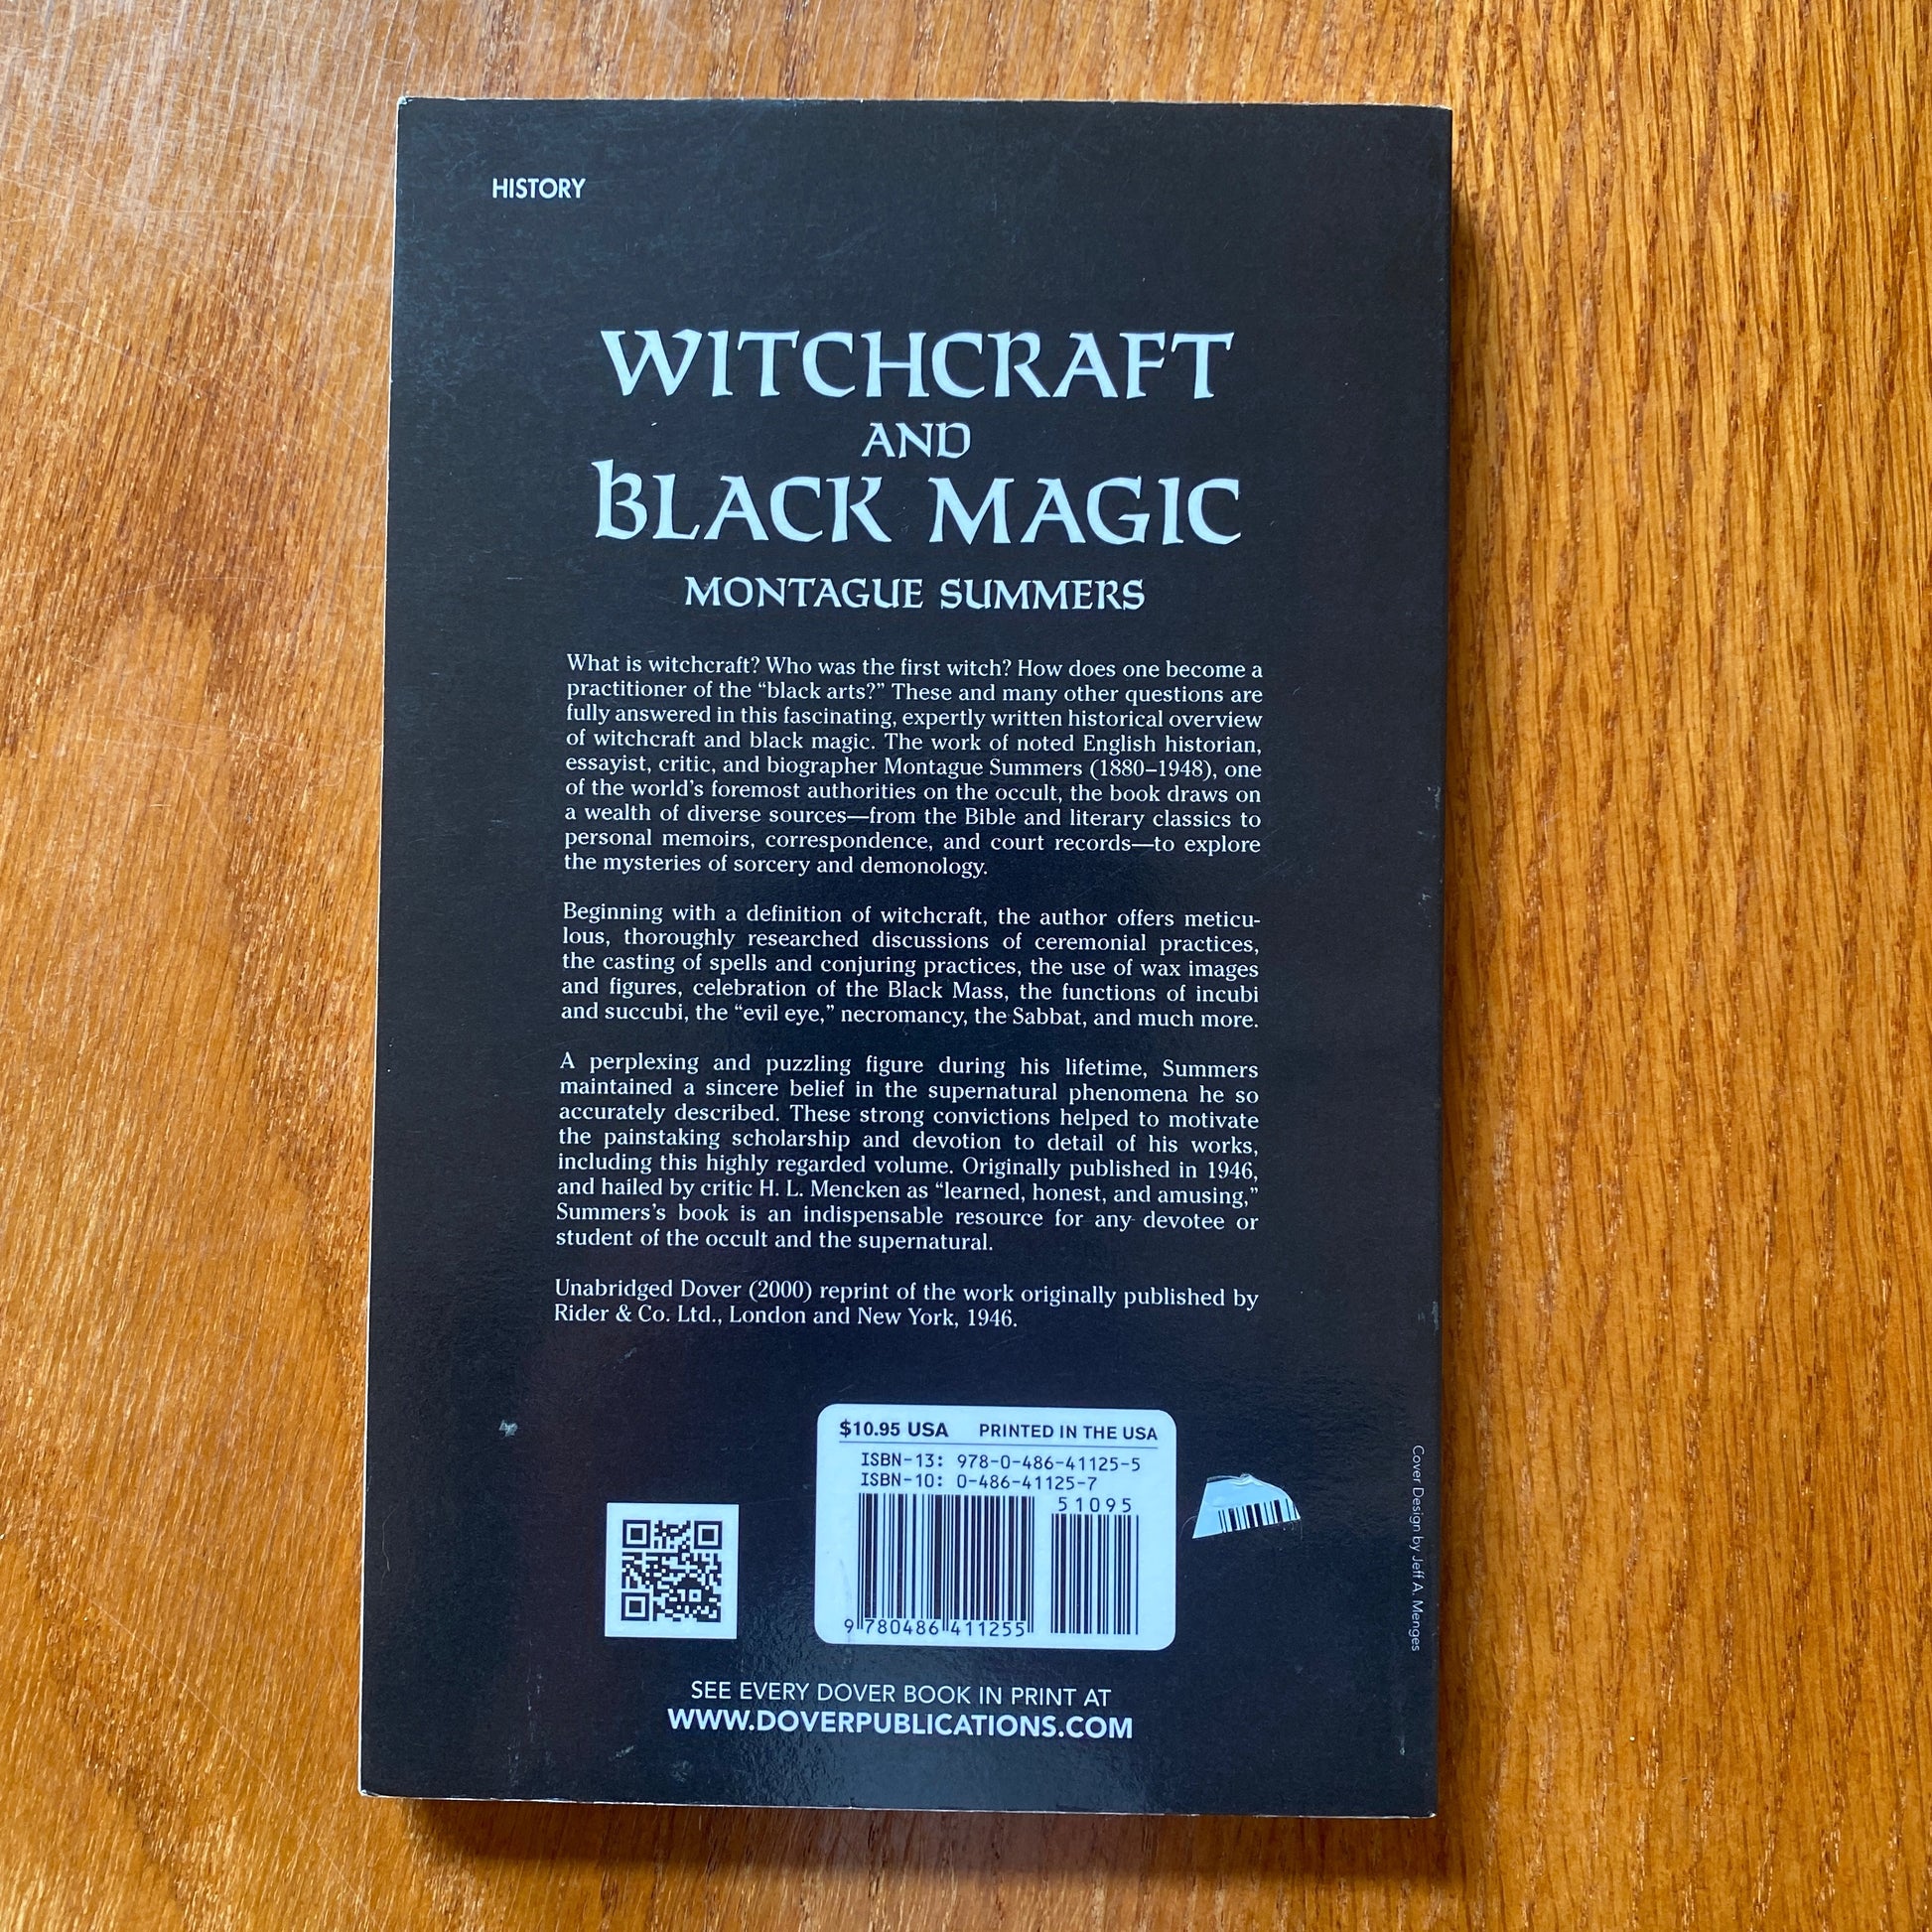 HISTORY
WITCHCRAFT
AND
BLACK MAGIC
MONTAGUE SUMMERS
What is witchcraft? Who was the first witch? How does one become a
practitioner of the “black arts?” These and many other questions are
fully answered in this fascinating, expertly written historical overview
of witchcraft and black magic. The work of noted English historian,
essayist, critic, and biographer Montague Summers (1880–1948), one
of the world’s foremost authorities on the occult, the book draws on
a wealth of diverse sources—from the Bible and literary classics to
personal memoirs, correspondence, and court records—to explore
the mysteries of sorcery and demonology.
Beginning with a definition of witchcraft, the author offers meticu-
lous, thoroughly researched discussions of ceremonial practices,
the casting of spells and conjuring practices, the use of wax images
and figures, celebration of the Black Mass, the functions of incubi
and succubi, the “evil eye,” necromancy, the Sabbat, and much more.
A perplexing and puzzling figure during his lifetime, Summers
maintained a sincere belief in the supernatural phenomena he so
accurately described. These strong convictions helped to motivate
the painstaking scholarship and devotion to detail of his works,
including this highly regarded volume. Originally published in 1946,
and hailed by critic H. L. Mencken as “learned, honest, and amusing,”
Summers’s book is an indispensable resource for any devotee or
student of the occult and the supernatural.
Unabridged Dover (2000) reprint of the work originally published by
Rider & Co. Ltd., London and New York, 1946.
$10.95 USA PRINTED IN THE USA
ISBN-13: 978-0-486-41125-5
ISBN-10: 0-486-41125-7
51095
9 780486 411255
Cover Design by Jeff A. Menges
SEE EVERY DOVER BOOK IN PRINT AT
WWW.DOVERPUBLICATIONS.COM